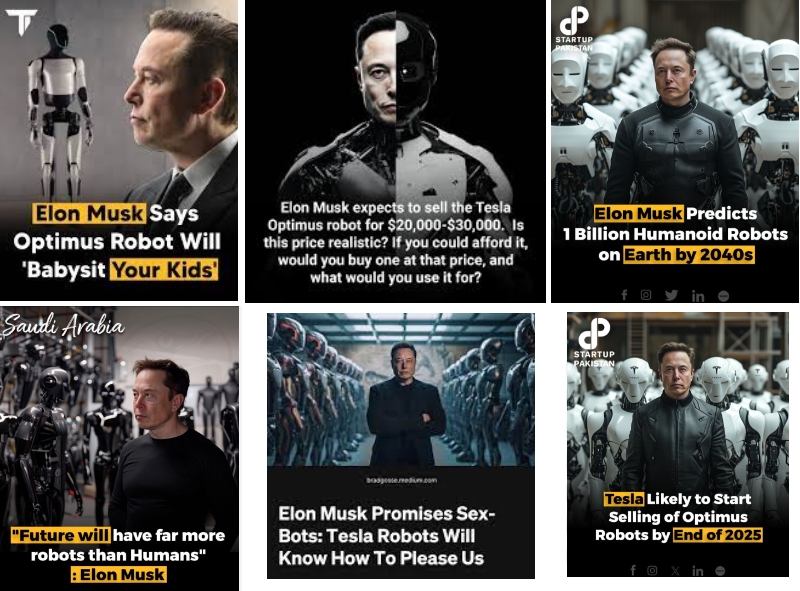 Elon Musk Says
Optimus Robot Will
'Babysit Your Kids'
Elon Musk expects to sell the Tesla
Optimus robot for $20,000-$30,000. Is
this price realistic? If you could afford it,
would you buy one at that price, and
what would you use it for?
STARTUP
PAKISTAN
Elon Musk Predicts
1 Billion Humanoid Robots
on Earth by 2040s
Saudi Arabia
"Future will have far more
robots than Humans"
: Elon Musk
bradgosse.medium.com
Elon Musk Promises Sex-
Bots: Tesla Robots Will
Know How To Please Us
STARTUP
PAKISTAN
Tesla Likely to Start
Selling of Optimus
Robots by End of 2025